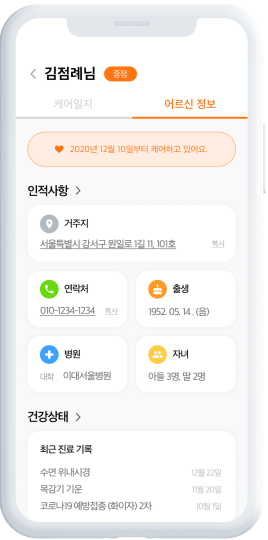 김점례님 중정
케어일지 어르신 정보
2020년 12월 10일부터 케어하고 있어요.
인적사항
거주지
서울특별시 강서구 원일로 1길 11, 101호 복사
연락처
010-1234-1234 복사
출생
1952. 05. 14. (음)
병원
대학 이대서울병원
자녀
아들 3명, 딸 2명
건강상태
최근 진료 기록
수면 위내시경 12월 22일
목감기 기운 11월 20일
코로나19 예방접종 (화이자) 2차 10월 1일